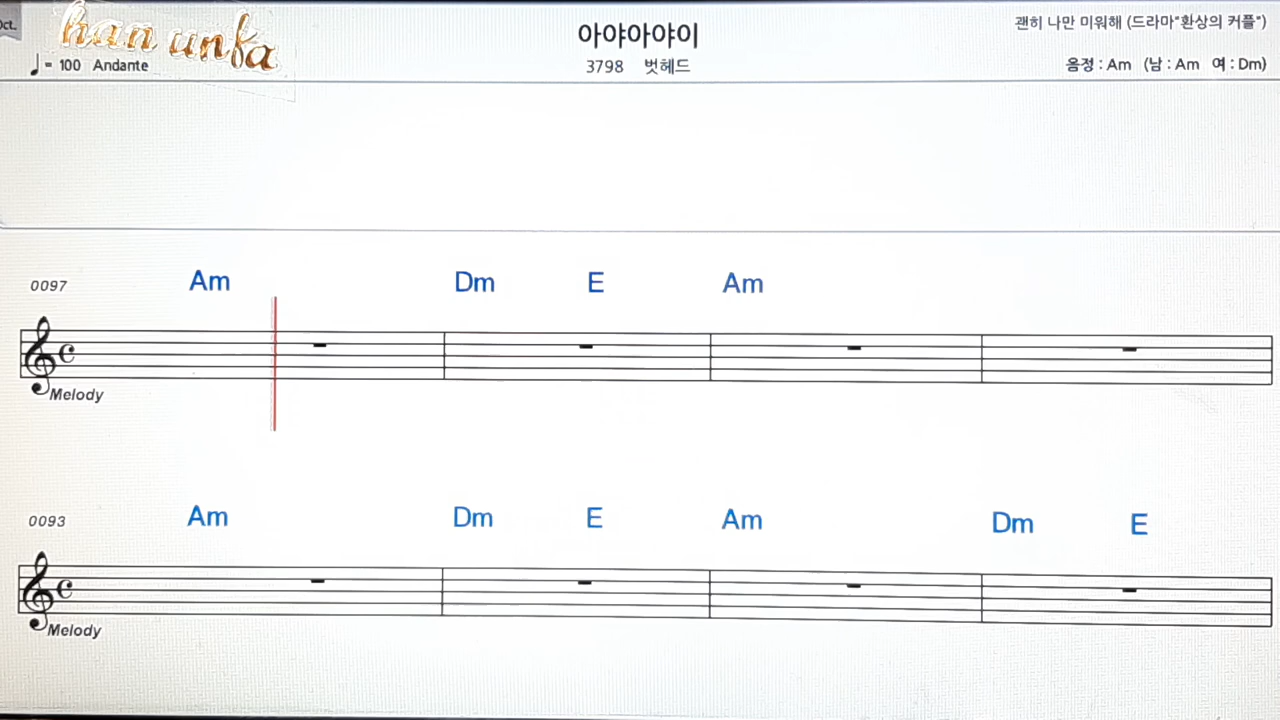 Oct.
han unfa
아야아야이
괜히 나만 미워해 (드라마"환상의 커플")
♩= 100 Andante
3798 벗헤드
음정 : Am (남 : Am 여 : Dm)
0097 Am Dm E Am
Melody
0093 Am Dm E Am Dm E
Melody